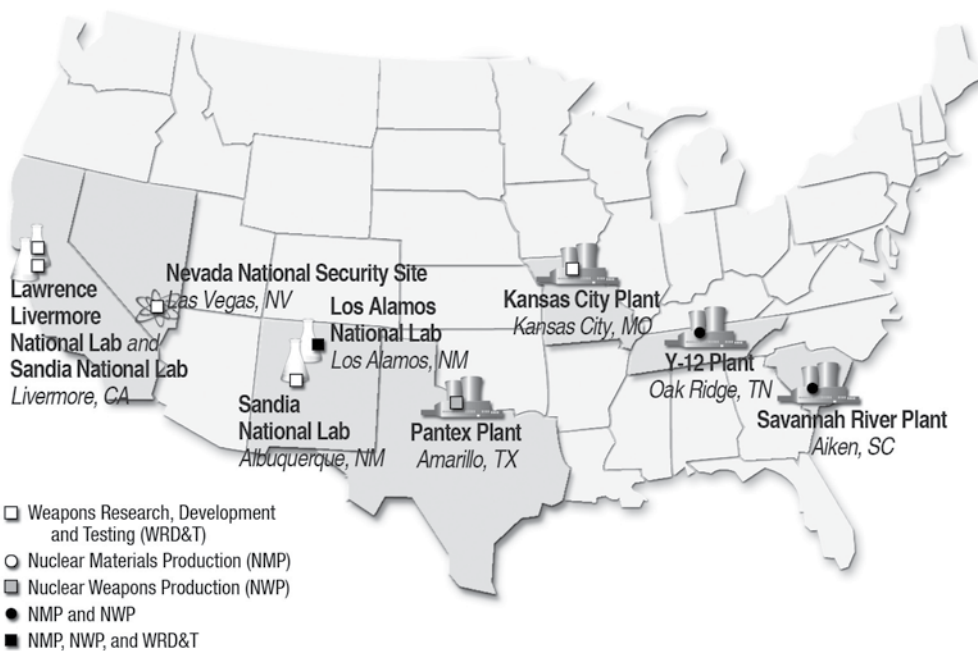 Lawrence
Livermore
National Lab and
Sandia National Lab
Livermore, CA
Nevada National Security Site
Las Vegas, NV
Los Alamos
National Lab
Los Alamos, NM
Sandia
National Lab
Albuquerque, NM
Pantex Plant
Amarillo, TX
Kansas City Plant
Kansas City, MO
Y-12 Plant
Oak Ridge, TN
Savannah River Plant
Aiken, SC
Weapons Research, Development
and Testing (WRD&T)
Nuclear Materials Production (NMP)
Nuclear Weapons Production (NWP)
NMP and NWP
NMP, NWP, and WRD&T